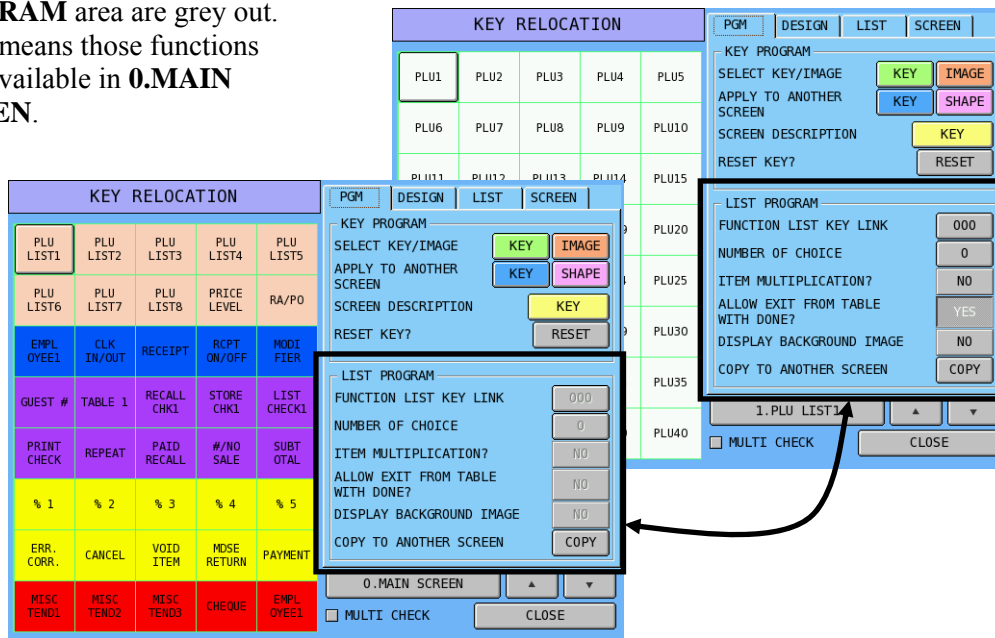 GRAM area are grey out.
means those functions
vailable in 0.MAIN
EN.
KEY RELOCATION
PLU1 PLU2 PLU3 PLU4 PLU5
PLU6 PLU7 PLU8 PLU9 PLU10
PLU11 PLU12 PLU13 PLU14 PLU15
PLU20
PLU25
PLU30
PLU35
PLU40
PGM DESIGN LIST SCREEN
KEY PROGRAM
SELECT KEY/IMAGE KEY IMAGE
APPLY TO ANOTHER
SCREEN KEY SHAPE
SCREEN DESCRIPTION KEY
RESET KEY? RESET
LIST PROGRAM
FUNCTION LIST KEY LINK 000
NUMBER OF CHOICE 0
ITEM MULTIPLICATION? NO
ALLOW EXIT FROM TABLE
WITH DONE? YES
DISPLAY BACKGROUND IMAGE NO
COPY TO ANOTHER SCREEN COPY
1.PLU LIST1 ▲ ▼
MULTI CHECK CLOSE
KEY RELOCATION
PLU LIST1 PLU LIST2 PLU LIST3 PLU LIST4 PLU LIST5
PLU LIST6 PLU LIST7 PLU LIST8 PRICE LEVEL RA/PO
EMPL OYEE1 CLK IN/OUT RECEIPT RCPT ON/OFF MODI FIER
GUEST # TABLE 1 RECALL CHK1 STORE CHK1 LIST CHECK1
PRINT CHECK REPEAT PAID RECALL #/NO SALE SUBT OTAL
% 1 % 2 % 3 % 4 % 5
ERR. CORR. CANCEL VOID ITEM MDSE RETURN PAYMENT
MISC TEND1 MISC TEND2 MISC TEND3 CHEQUE EMPL OYEE1
PGM DESIGN LIST SCREEN
KEY PROGRAM
SELECT KEY/IMAGE KEY IMAGE
APPLY TO ANOTHER
SCREEN KEY SHAPE
SCREEN DESCRIPTION KEY
RESET KEY? RESET
LIST PROGRAM
FUNCTION LIST KEY LINK 000
NUMBER OF CHOICE 0
ITEM MULTIPLICATION? NO
ALLOW EXIT FROM TABLE
WITH DONE? NO
DISPLAY BACKGROUND IMAGE NO
COPY TO ANOTHER SCREEN COPY
0.MAIN SCREEN ▲ ▼
MULTI CHECK CLOSE